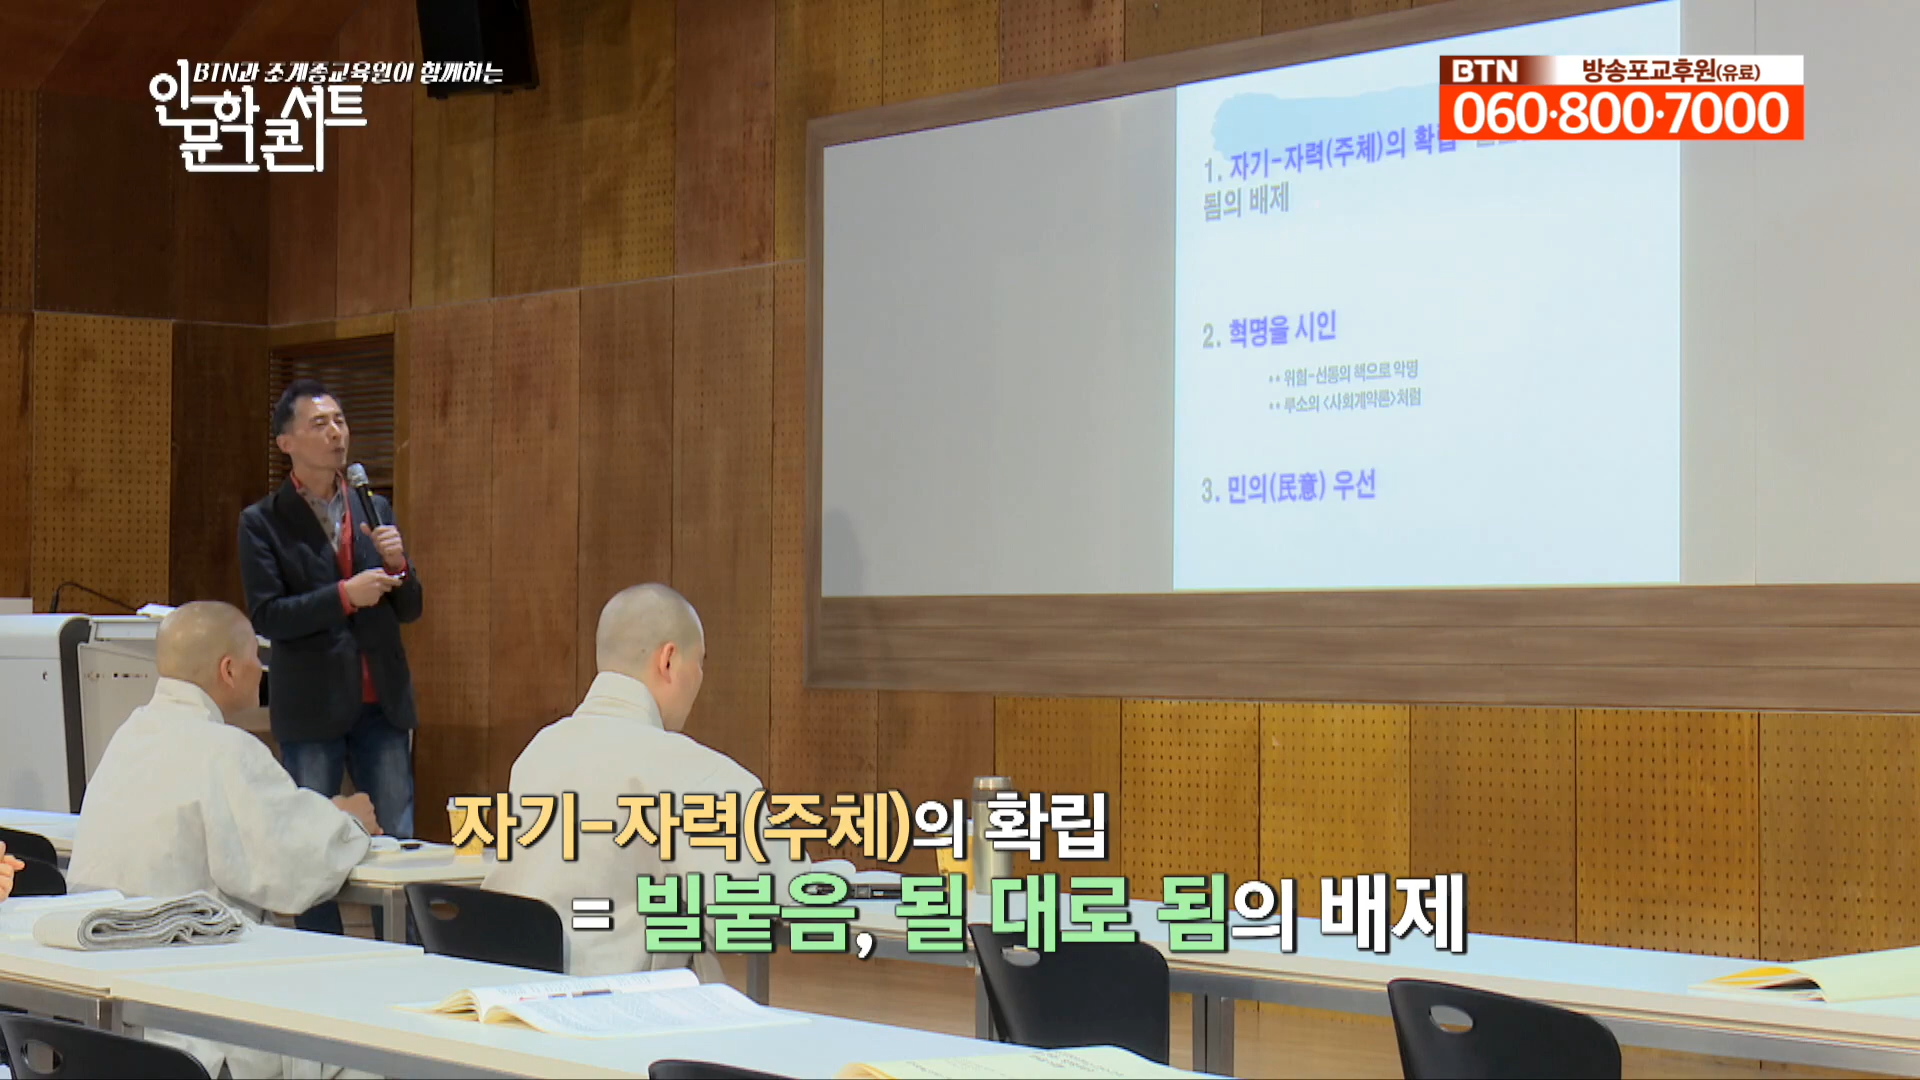 BTN과 조계종교육원이 함께하는
인문학 콘서트
BTN 방송포교후원(유료)
060·800·7000
1. 자기-자력(주체)의 확립
됨의 배제
2. 혁명을 시인
** 위험-선동의 책으로 악명
** 루소의 <사회계약론>처럼
3. 민의(民意) 우선
자기-자력(주체)의 확립
= 빌붙음, 될 대로 됨의 배제